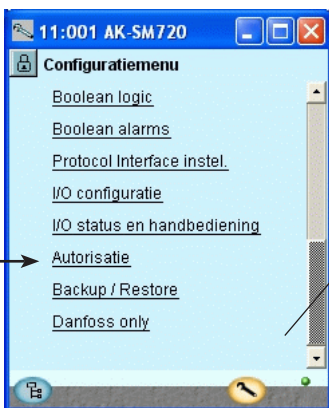 11:001 AK-SM720
Configuratiemenu
Boolean logic
Boolean alarms
Protocol Interface instel.
I/O configuratie
I/O status en handbediening
Autorisatie
Backup / Restore
Danfoss only